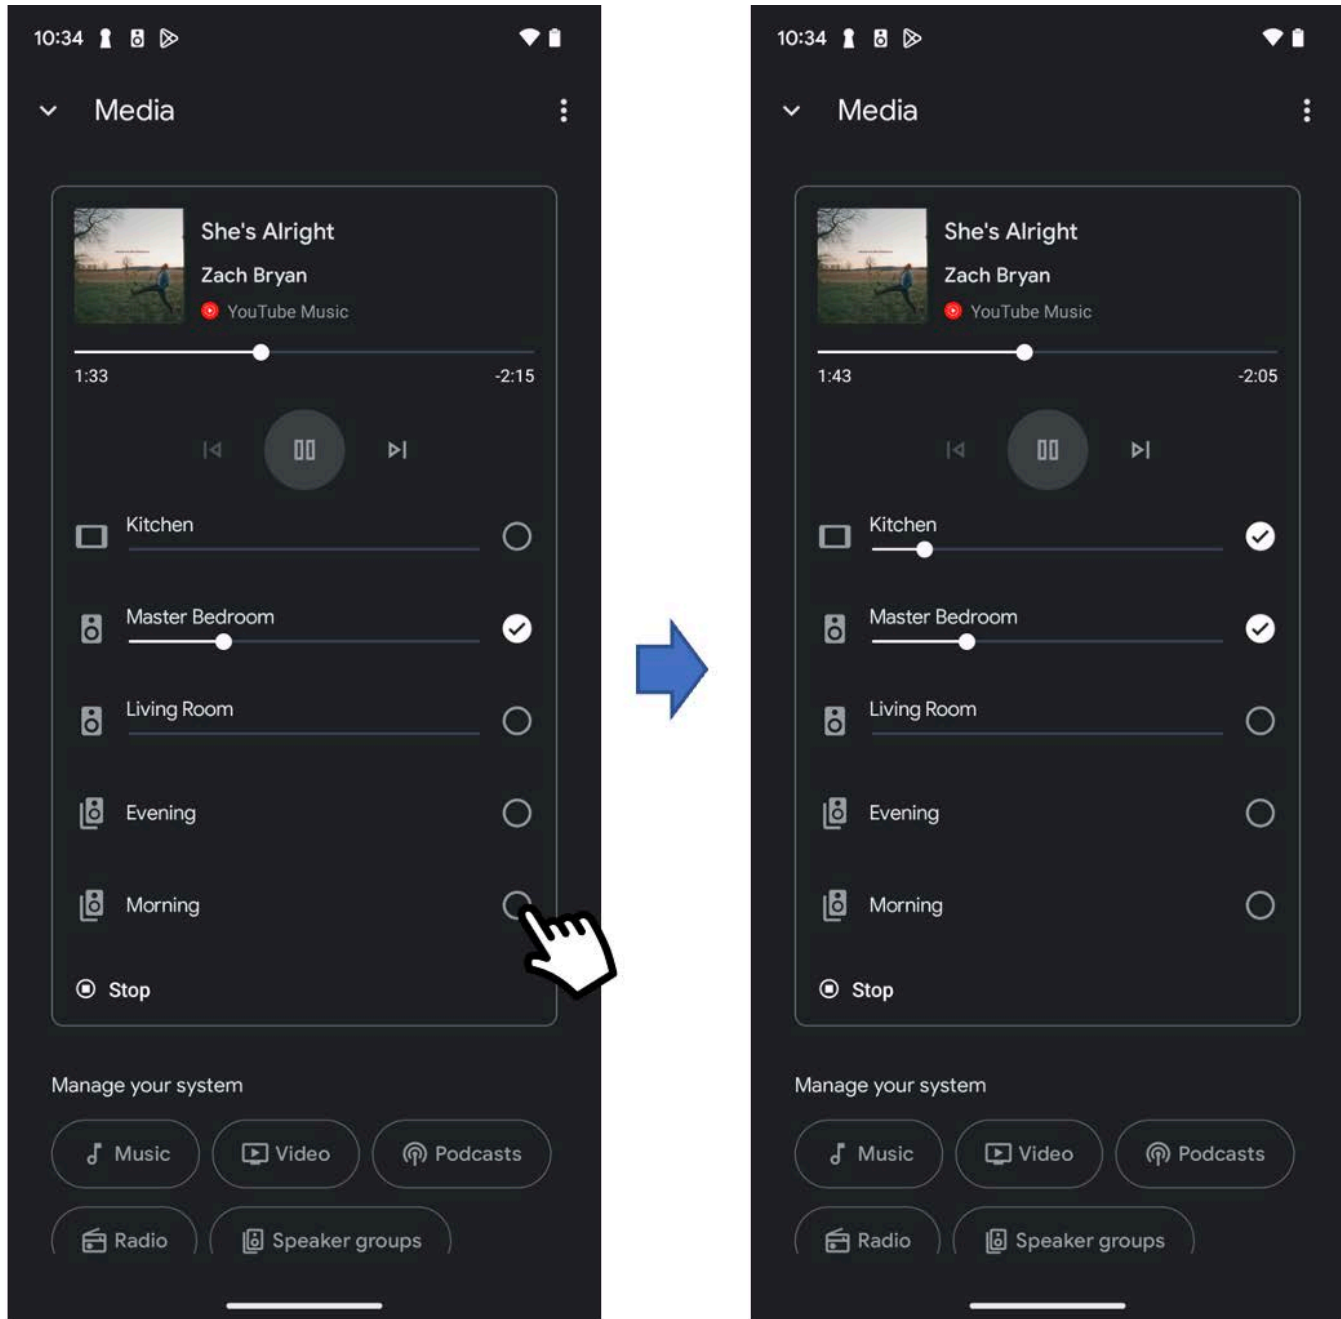 10:34
Media
She's Alright
Zach Bryan
YouTube Music
1:33 -2:15
Kitchen
Master Bedroom
Living Room
Evening
Morning
Stop
Manage your system
Music Video Podcasts
Radio Speaker groups
10:34
Media
She's Alright
Zach Bryan
YouTube Music
1:43 -2:05
Kitchen
Master Bedroom
Living Room
Evening
Morning
Stop
Manage your system
Music Video Podcasts
Radio Speaker groups